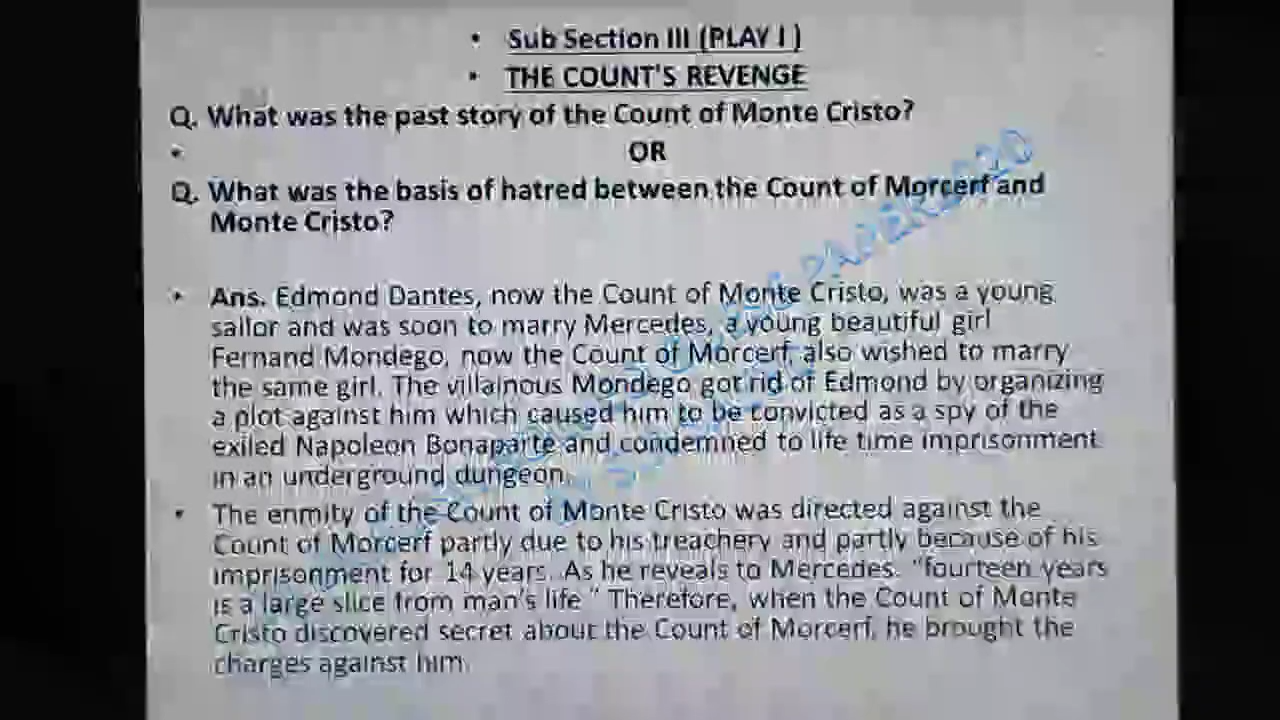 • Sub Section III (PLAY I )
• THE COUNT'S REVENGE
Q. What was the past story of the Count of Monte Cristo?
• OR
Q. What was the basis of hatred between the Count of Morcerf and
Monte Cristo?
• Ans. Edmond Dantes, now the Count of Monte Cristo, was a young
sailor and was soon to marry Mercedes, a young beautiful girl
Fernand Mondego, now the Count of Morcerf, also wished to marry
the same girl. The villainous Mondego got rid of Edmond by organizing
a plot against him which caused him to be convicted as a spy of the
exiled Napoleon Bonaparte and condemned to life time imprisonment
in an underground dungeon.
• The enmity of the Count of Monte Cristo was directed against the
Count of Morcerf partly due to his treachery and partly because of his
imprisonment for 14 years. As he reveals to Mercedes. "fourteen years
is a large slice from man's life " Therefore, when the Count of Monte
Cristo discovered secret about the Count of Morcerf, he brought the
charges against him.